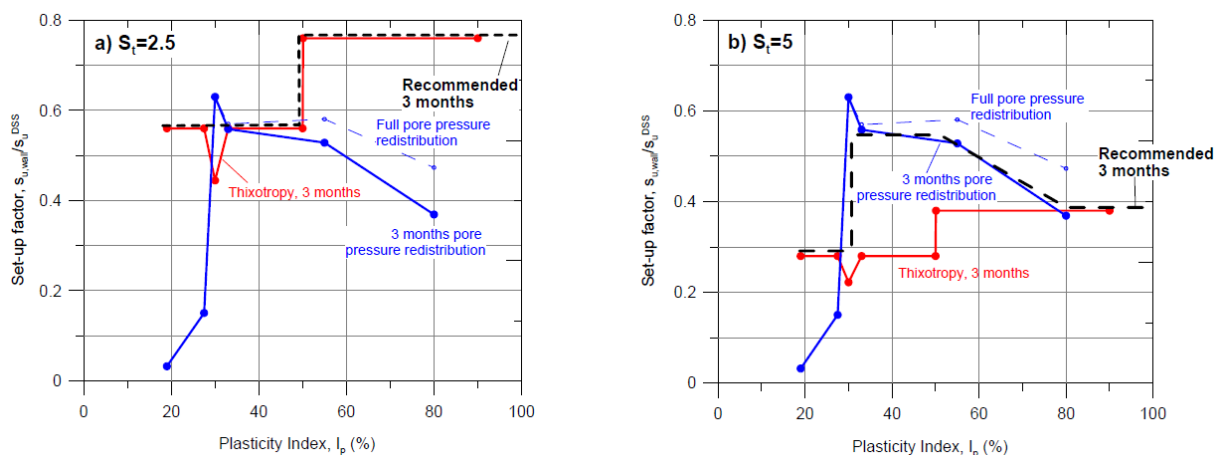 0.8
a) St=2.5
Recommended
3 months
0.6
Full pore pressure
redistribution
Thixotropy, 3 months
0.4
3 months pore
pressure redistribution
0.2
0
0 20 40 60 80 100
Set-up factor, su,wall/suDSS
Plasticity Index, Ip (%)
0.8
b) St=5
Full pore pressure
redistribution
0.6
Recommended
3 months
3 months pore
pressure redistribution
0.4
Thixotropy, 3 months
0.2
0
0 20 40 60 80 100
Set-up factor, su,wall/suDSS
Plasticity Index, Ip (%)